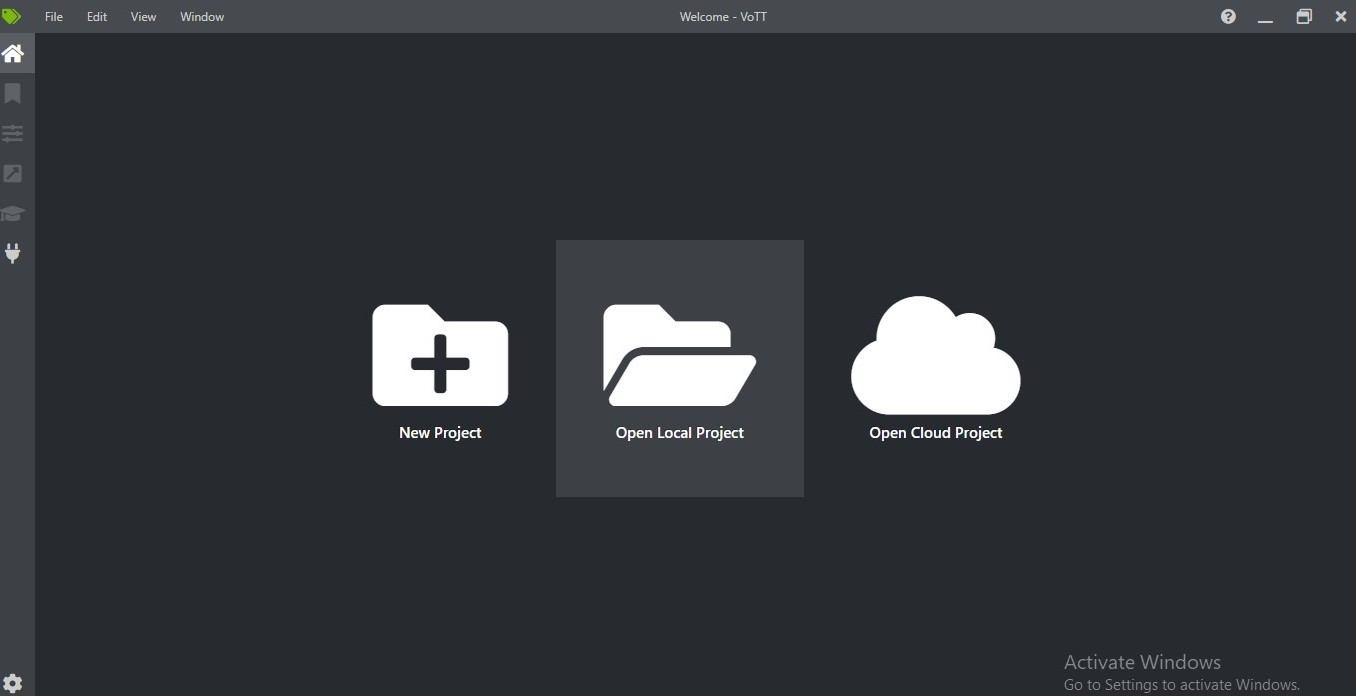 File Edit View Window Welcome - VoTT
New Project Open Local Project Open Cloud Project
Activate Windows
Go to Settings to activate Windows.